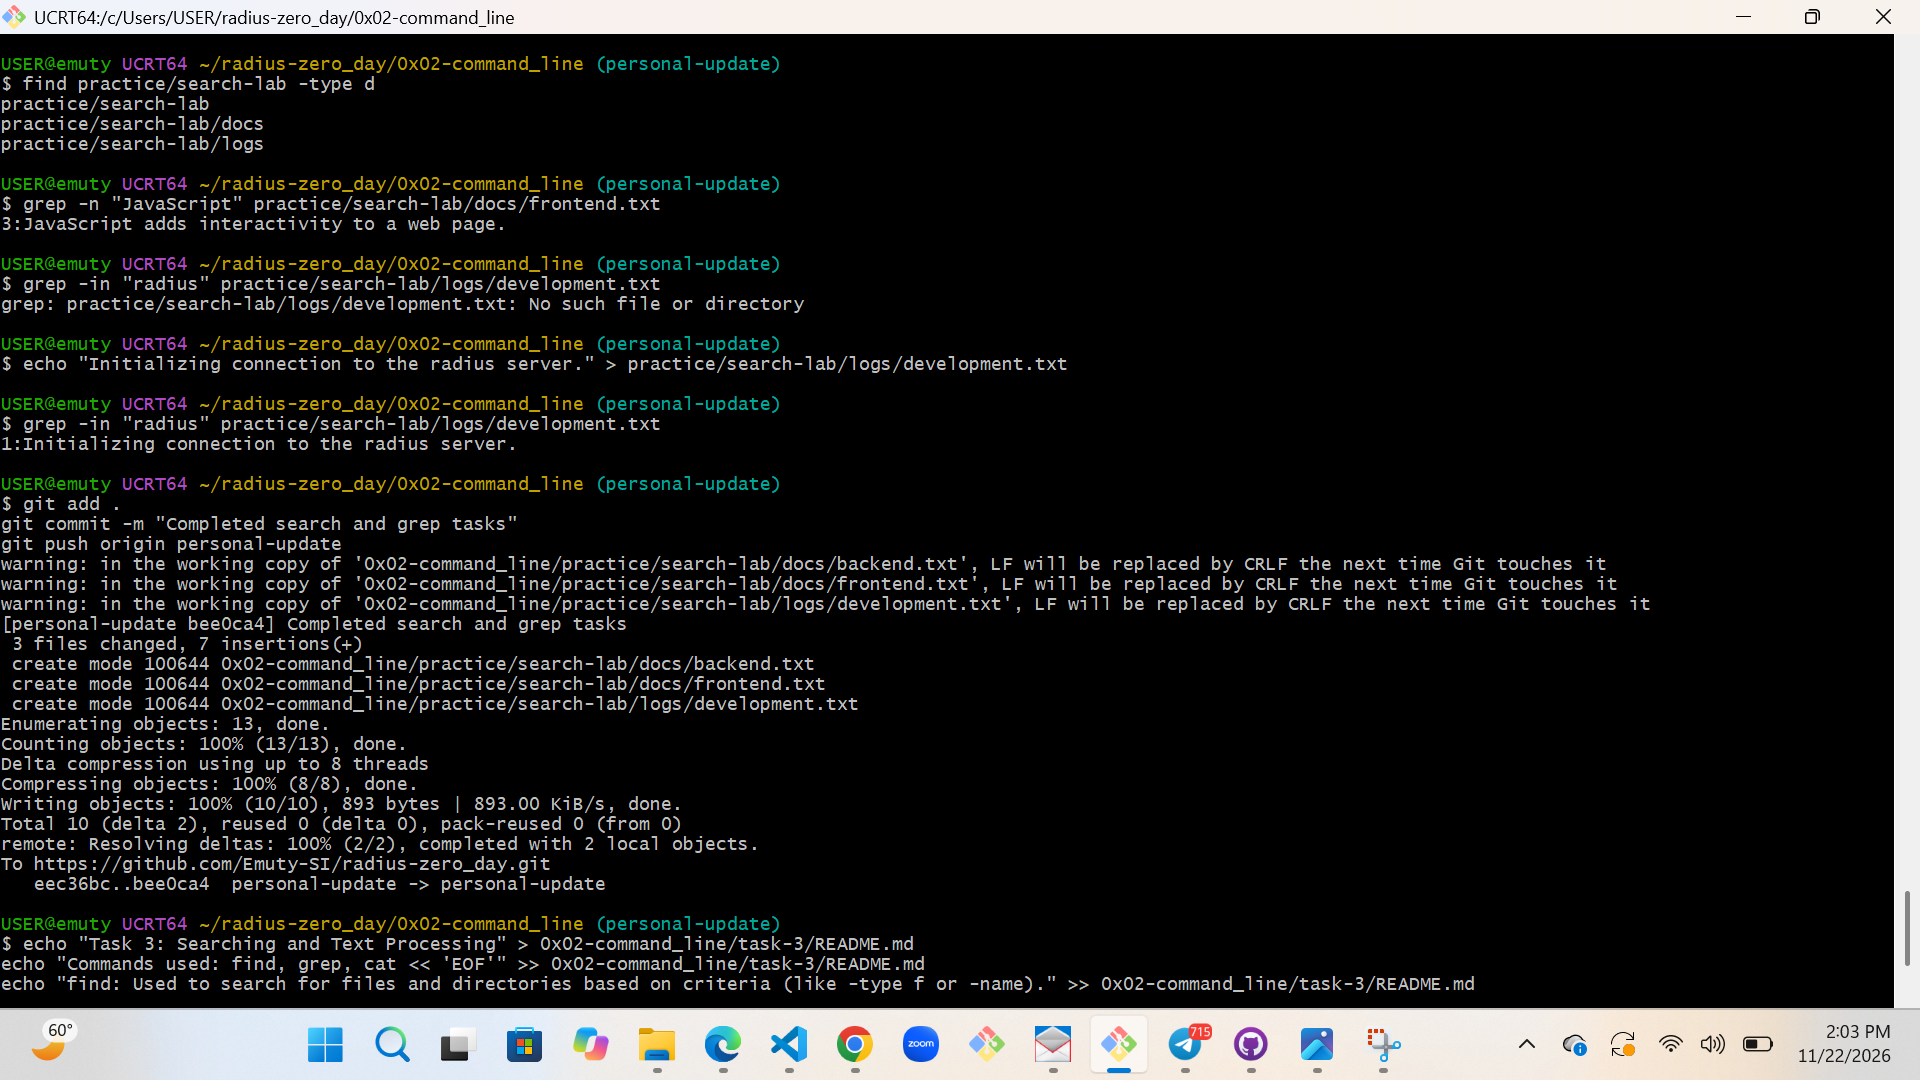 UCRT64:/c/Users/USER/radius-zero_day/0x02-command_line
USER@emuty UCRT64 ~/radius-zero_day/0x02-command_line (personal-update)
$ find practice/search-lab -type d
practice/search-lab
practice/search-lab/docs
practice/search-lab/logs
USER@emuty UCRT64 ~/radius-zero_day/0x02-command_line (personal-update)
$ grep -n "JavaScript" practice/search-lab/docs/frontend.txt
3:JavaScript adds interactivity to a web page.
USER@emuty UCRT64 ~/radius-zero_day/0x02-command_line (personal-update)
$ grep -in "radius" practice/search-lab/logs/development.txt
grep: practice/search-lab/logs/development.txt: No such file or directory
USER@emuty UCRT64 ~/radius-zero_day/0x02-command_line (personal-update)
$ echo "Initializing connection to the radius server." > practice/search-lab/logs/development.txt
USER@emuty UCRT64 ~/radius-zero_day/0x02-command_line (personal-update)
$ grep -in "radius" practice/search-lab/logs/development.txt
1:Initializing connection to the radius server.
USER@emuty UCRT64 ~/radius-zero_day/0x02-command_line (personal-update)
$ git add .
git commit -m "Completed search and grep tasks"
git push origin personal-update
warning: in the working copy of '0x02-command_line/practice/search-lab/docs/backend.txt', LF will be replaced by CRLF the next time Git touches it
warning: in the working copy of '0x02-command_line/practice/search-lab/docs/frontend.txt', LF will be replaced by CRLF the next time Git touches it
warning: in the working copy of '0x02-command_line/practice/search-lab/logs/development.txt', LF will be replaced by CRLF the next time Git touches it
[personal-update bee0ca4] Completed search and grep tasks
 3 files changed, 7 insertions(+)
 create mode 100644 0x02-command_line/practice/search-lab/docs/backend.txt
 create mode 100644 0x02-command_line/practice/search-lab/docs/frontend.txt
 create mode 100644 0x02-command_line/practice/search-lab/logs/development.txt
Enumerating objects: 13, done.
Counting objects: 100% (13/13), done.
Delta compression using up to 8 threads
Compressing objects: 100% (8/8), done.
Writing objects: 100% (10/10), 893 bytes | 893.00 KiB/s, done.
Total 10 (delta 2), reused 0 (delta 0), pack-reused 0 (from 0)
remote: Resolving deltas: 100% (2/2), completed with 2 local objects.
To https://github.com/Emuty-SI/radius-zero_day.git
   eec36bc..bee0ca4  personal-update -> personal-update
USER@emuty UCRT64 ~/radius-zero_day/0x02-command_line (personal-update)
$ echo "Task 3: Searching and Text Processing" > 0x02-command_line/task-3/README.md
echo "Commands used: find, grep, cat << 'EOF'" >> 0x02-command_line/task-3/README.md
echo "find: Used to search for files and directories based on criteria (like -type f or -name)." >> 0x02-command_line/task-3/README.md
60°
zoom
715
2:03 PM
11/22/2026